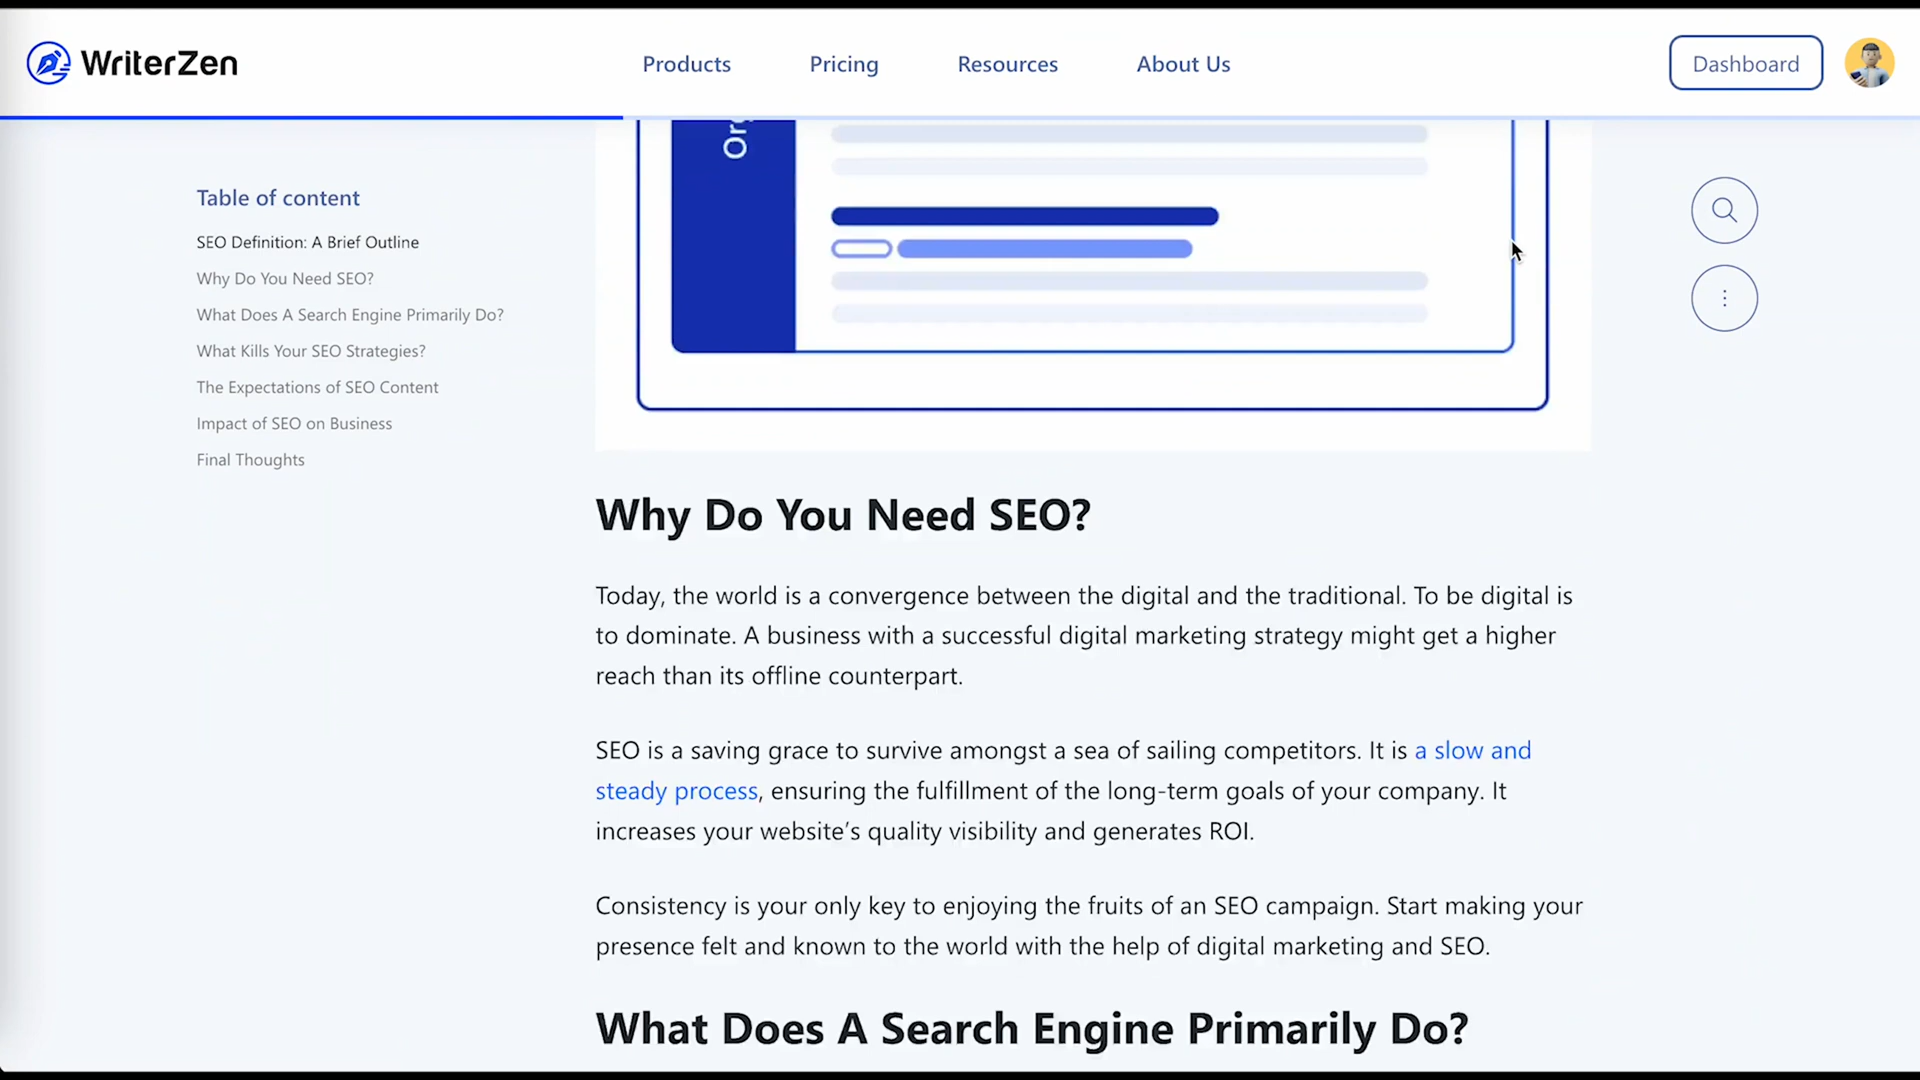 WriterZen
Products
Pricing
Resources
About Us
Dashboard
Table of content
SEO Definition: A Brief Outline
Why Do You Need SEO?
What Does A Search Engine Primarily Do?
What Kills Your SEO Strategies?
The Expectations of SEO Content
Impact of SEO on Business
Final Thoughts
Why Do You Need SEO?
Today, the world is a convergence between the digital and the traditional. To be digital is
to dominate. A business with a successful digital marketing strategy might get a higher
reach than its offline counterpart.
SEO is a saving grace to survive amongst a sea of sailing competitors. It is a slow and
steady process, ensuring the fulfillment of the long-term goals of your company. It
increases your website’s quality visibility and generates ROI.
Consistency is your only key to enjoying the fruits of an SEO campaign. Start making your
presence felt and known to the world with the help of digital marketing and SEO.
What Does A Search Engine Primarily Do?